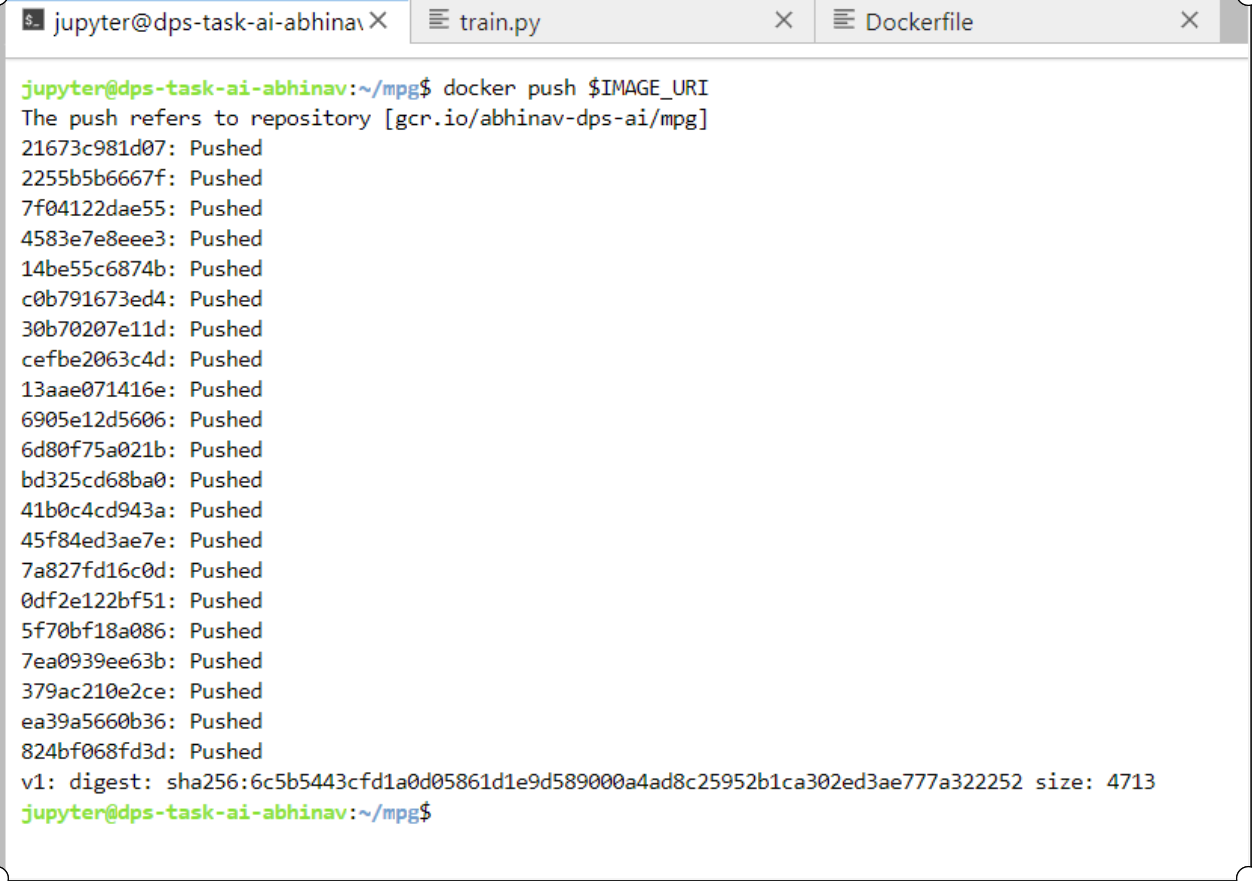 jupyter@dps-task-ai-abhinav
train.py
Dockerfile
jupyter@dps-task-ai-abhinav:~/mpg$ docker push $IMAGE_URI
The push refers to repository [gcr.io/abhinav-dps-ai/mpg]
21673c981d07: Pushed
2255b5b6667f: Pushed
7f04122dae55: Pushed
4583e7e8eee3: Pushed
14be55c6874b: Pushed
c0b791673ed4: Pushed
30b70207e11d: Pushed
cefbe2063c4d: Pushed
13aae071416e: Pushed
6905e12d5606: Pushed
6d80f75a021b: Pushed
bd325cd68ba0: Pushed
41b0c4cd943a: Pushed
45f84ed3ae7e: Pushed
7a827fd16c0d: Pushed
0df2e122bf51: Pushed
5f70bf18a086: Pushed
7ea0939ee63b: Pushed
379ac210e2ce: Pushed
ea39a5660b36: Pushed
824bf068fd3d: Pushed
v1: digest: sha256:6c5b5443cfd1a0d05861d1e9d589000a4ad8c25952b1ca302ed3ae777a322252 size: 4713
jupyter@dps-task-ai-abhinav:~/mpg$